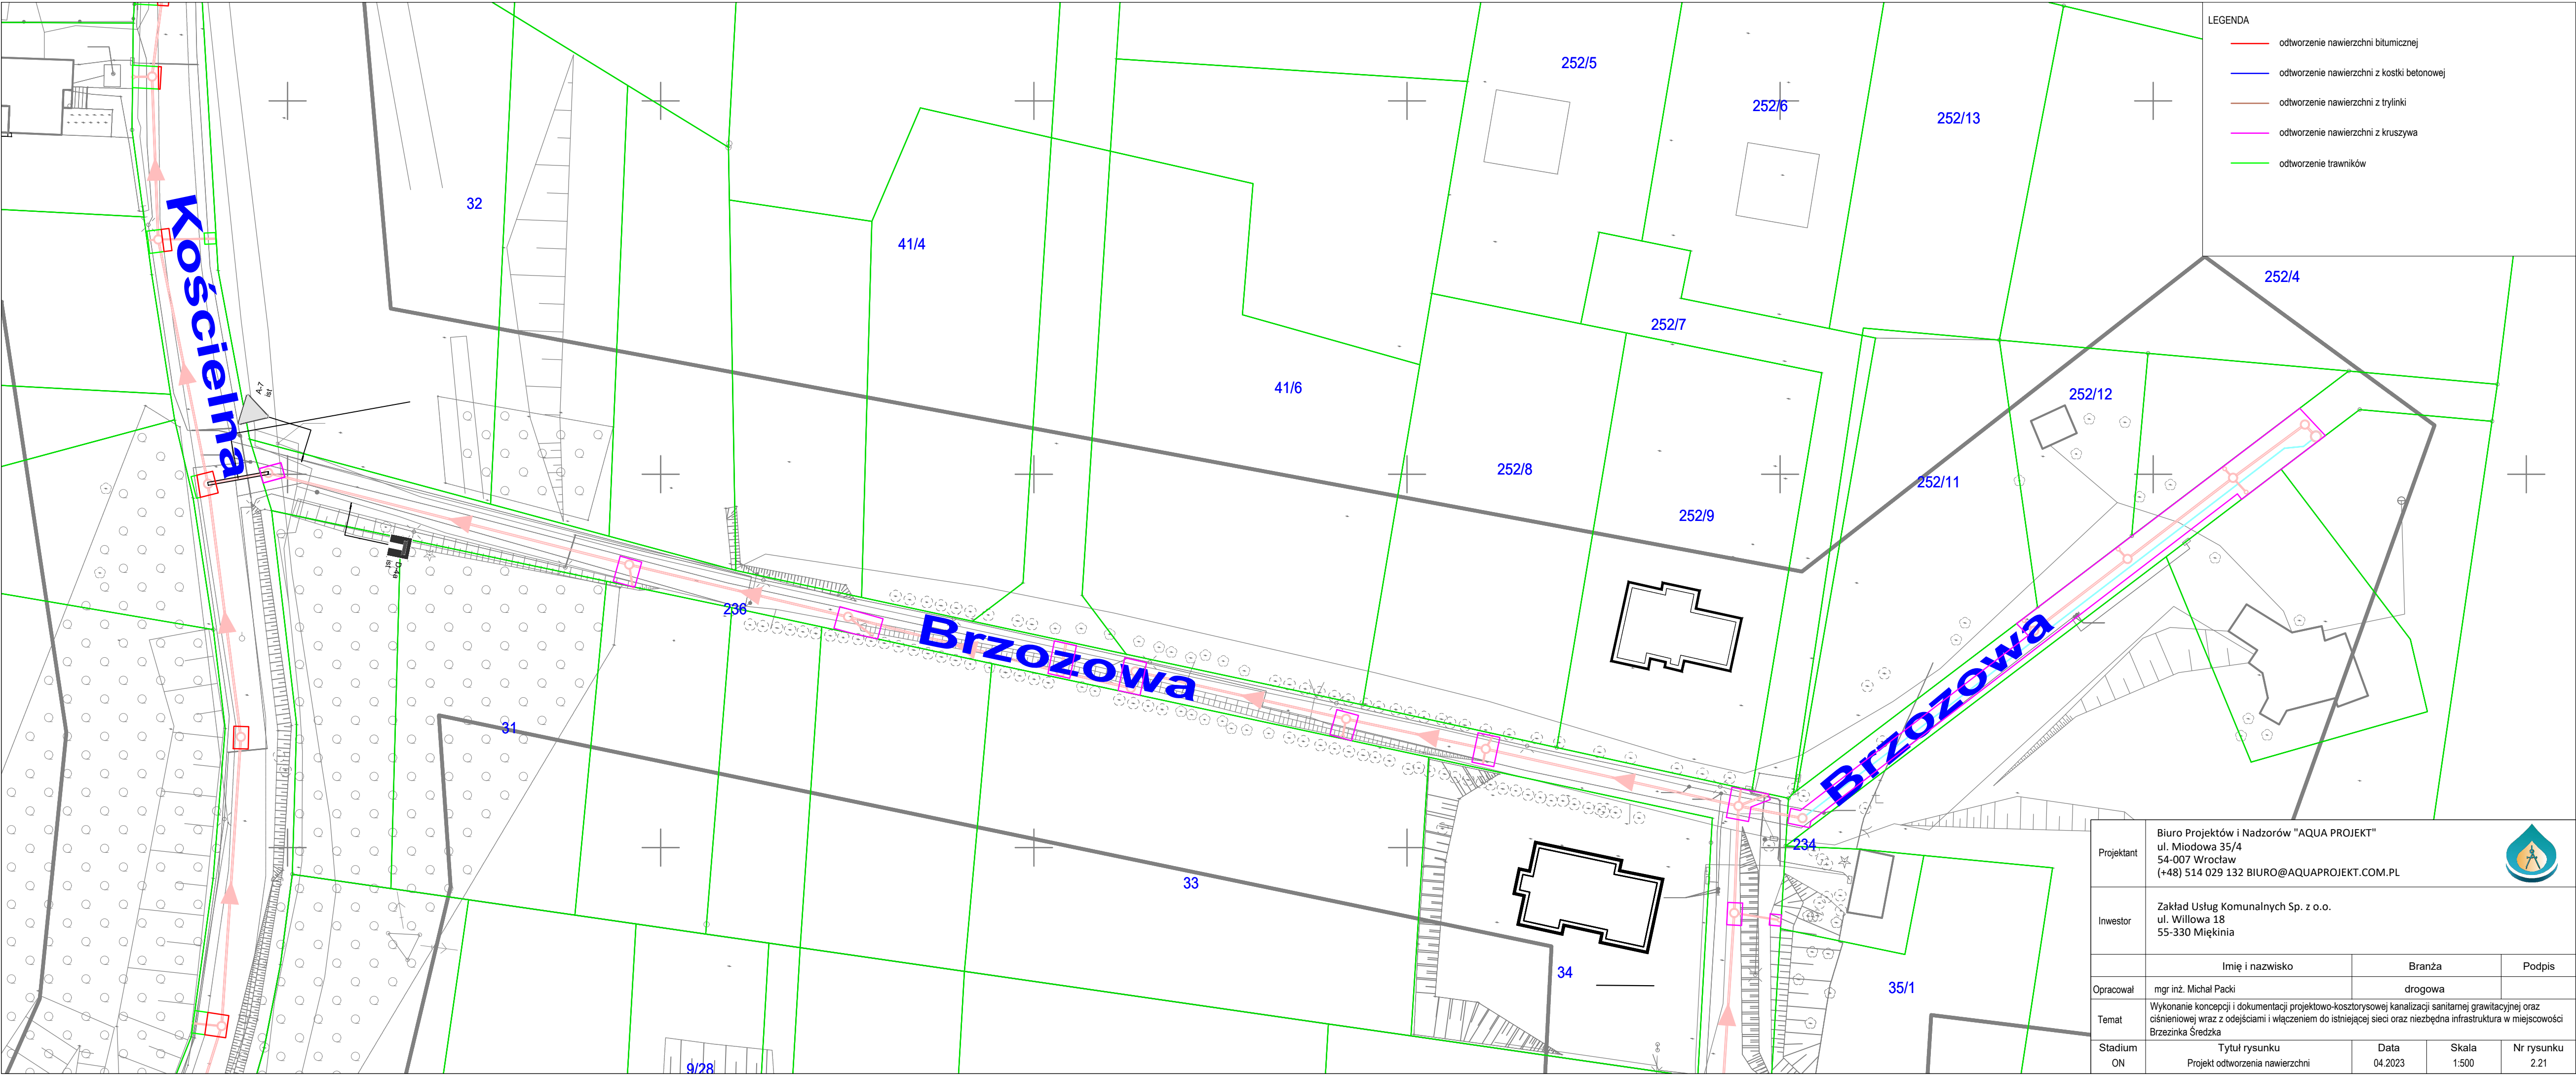 LEGENDA
odtworzenie nawierzchni bitumicznej
odtworzenie nawierzchni z kostki betonowej
odtworzenie nawierzchni z trylinki
odtworzenie nawierzchni z kruszywa
odtworzenie trawników
252/5
252/6
252/13
32
41/4
252/4
252/7
41/6
252/12
252/8
252/11
252/9
Kościelna
A-7
ist
D-4a
ist
236
Brzozowa
Brzozowa
31
234
33
34
35/1
9/28
Projektant
Biuro Projektów i Nadzorów "AQUA PROJEKT"
ul. Miodowa 35/4
54-007 Wrocław
(+48) 514 029 132 BIURO@AQUAPROJEKT.COM.PL
Inwestor
Zakład Usług Komunalnych Sp. z o.o.
ul. Willowa 18
55-330 Miękinia
Imię i nazwisko Branża Podpis
Opracował mgr inż. Michał Packi drogowa
Temat
Wykonanie koncepcji i dokumentacji projektowo-kosztorysowej kanalizacji sanitarnej grawitacyjnej oraz
ciśnieniowej wraz z odejściami i włączeniem do istniejącej sieci oraz niezbędna infrastruktura w miejscowości
Brzezinka Średzka
Stadium Tytuł rysunku Data Skala Nr rysunku
ON Projekt odtworzenia nawierzchni 04.2023 1:500 2.21